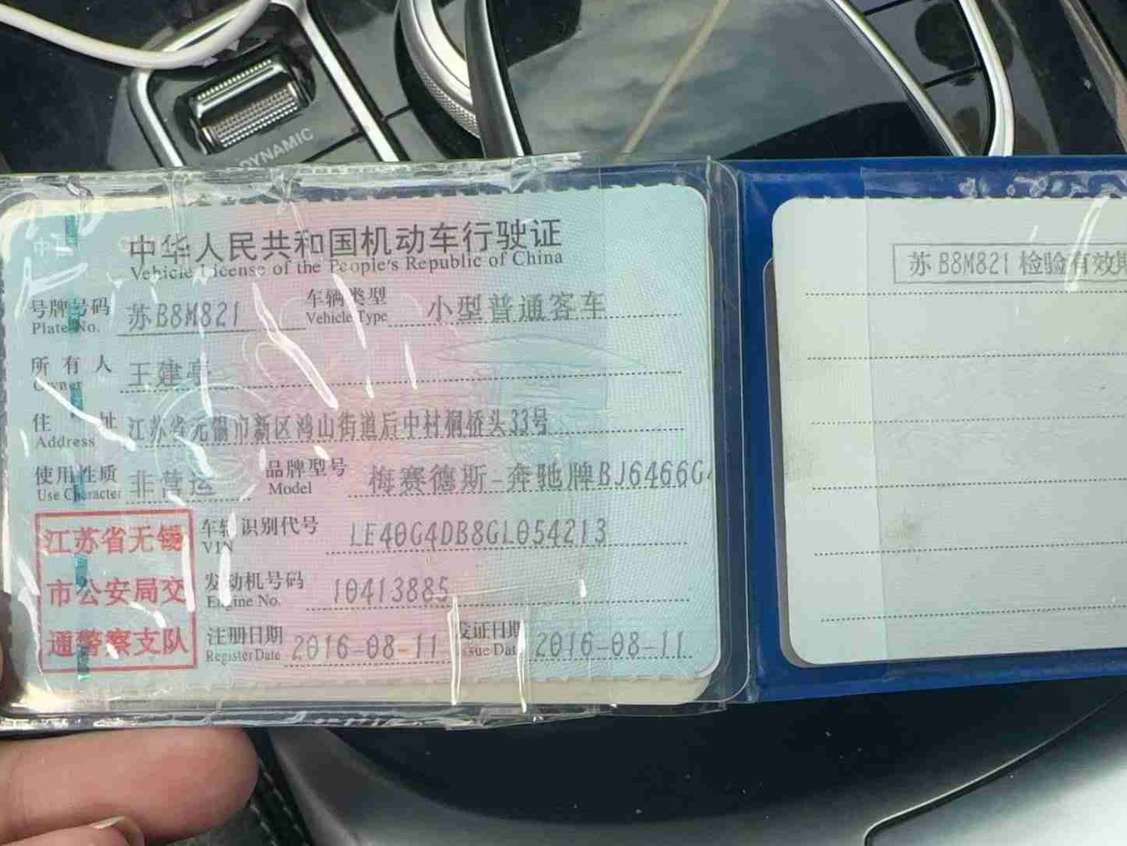 DYNAMIC
中华人民共和国机动车行驶证
Vehicle License of the People's Republic of China
号牌号码 Plate No. 苏B8M821 车辆类型 Vehicle Type 小型普通客车
所有人 Owner 王建
住址 Address 江苏省无锡市新区鸿山街道后中村桐桥头33号
使用性质 Use Character 非营运 品牌型号 Model 梅赛德斯-奔驰牌BJ6466G
车辆识别代号 VIN LE40G4DB8GL054213
发动机号码 Engine No. 10413885
注册日期 Register Date 2016-08-11 发证日期 Issue Date 2016-08-11
江苏省无锡
市公安局交
通警察支队
苏B8M821 检验有效期